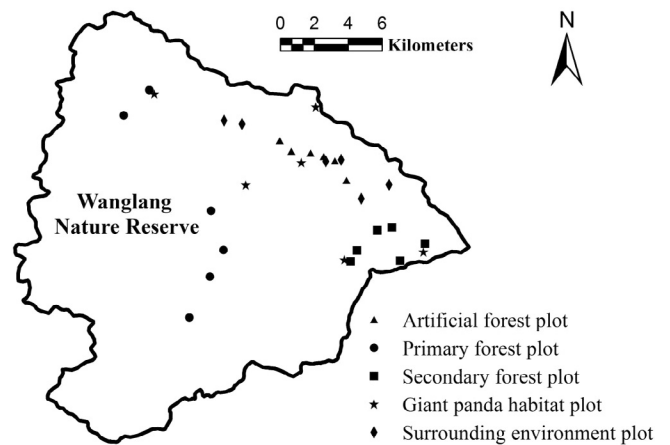 0 2 4 6
Kilometers
N
Wanglang
Nature Reserve
Artificial forest plot
Primary forest plot
Secondary forest plot
Giant panda habitat plot
Surrounding environment plot